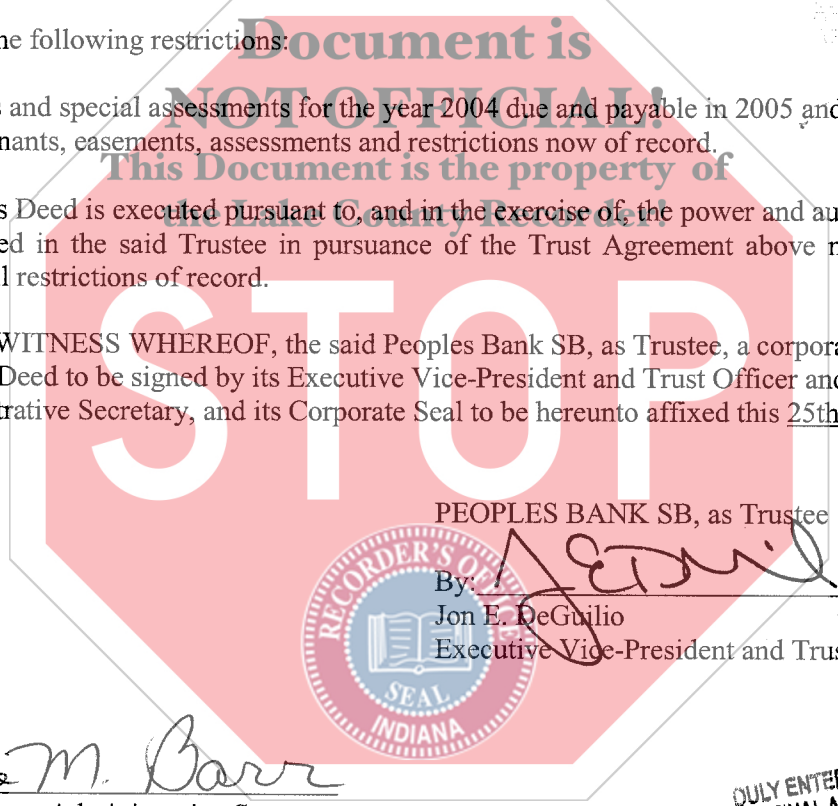 he following restrictions:
Document is
NOT OFFICIAL!
and special assessments for the year 2004 due and payable in 2005 and
nants, easements, assessments and restrictions now of record.
This Document is the property of
the Lake County Recorder!
s Deed is executed pursuant to, and in the exercise of, the power and au
ed in the said Trustee in pursuance of the Trust Agreement above
l restrictions of record.
STOP
WITNESS WHEREOF, the said Peoples Bank SB, as Trustee, a corpora
Deed to be signed by its Executive Vice-President and Trust Officer and
trative Secretary, and its Corporate Seal to be hereunto affixed this 25th
PEOPLES BANK SB, as Trustee
By:
Jon E. DeGuilio
Executive Vice-President and Trus
RECORDER'S OFFICE
SEAL
INDIANA
M. Barr
DULY ENTE